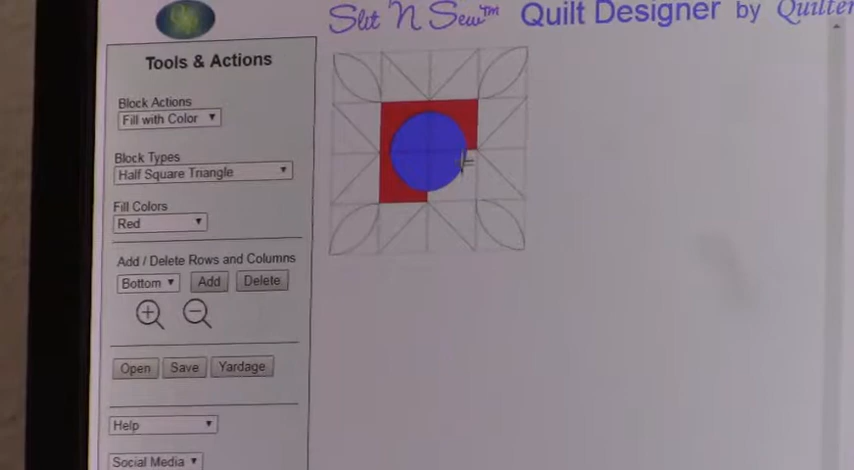 Slit 'N Sew™ Quilt Designer by Quilter
Tools & Actions
Block Actions
Fill with Color
Block Types
Half Square Triangle
Fill Colors
Red
Add / Delete Rows and Columns
Bottom Add Delete
Open Save Yardage
Help
Social Media